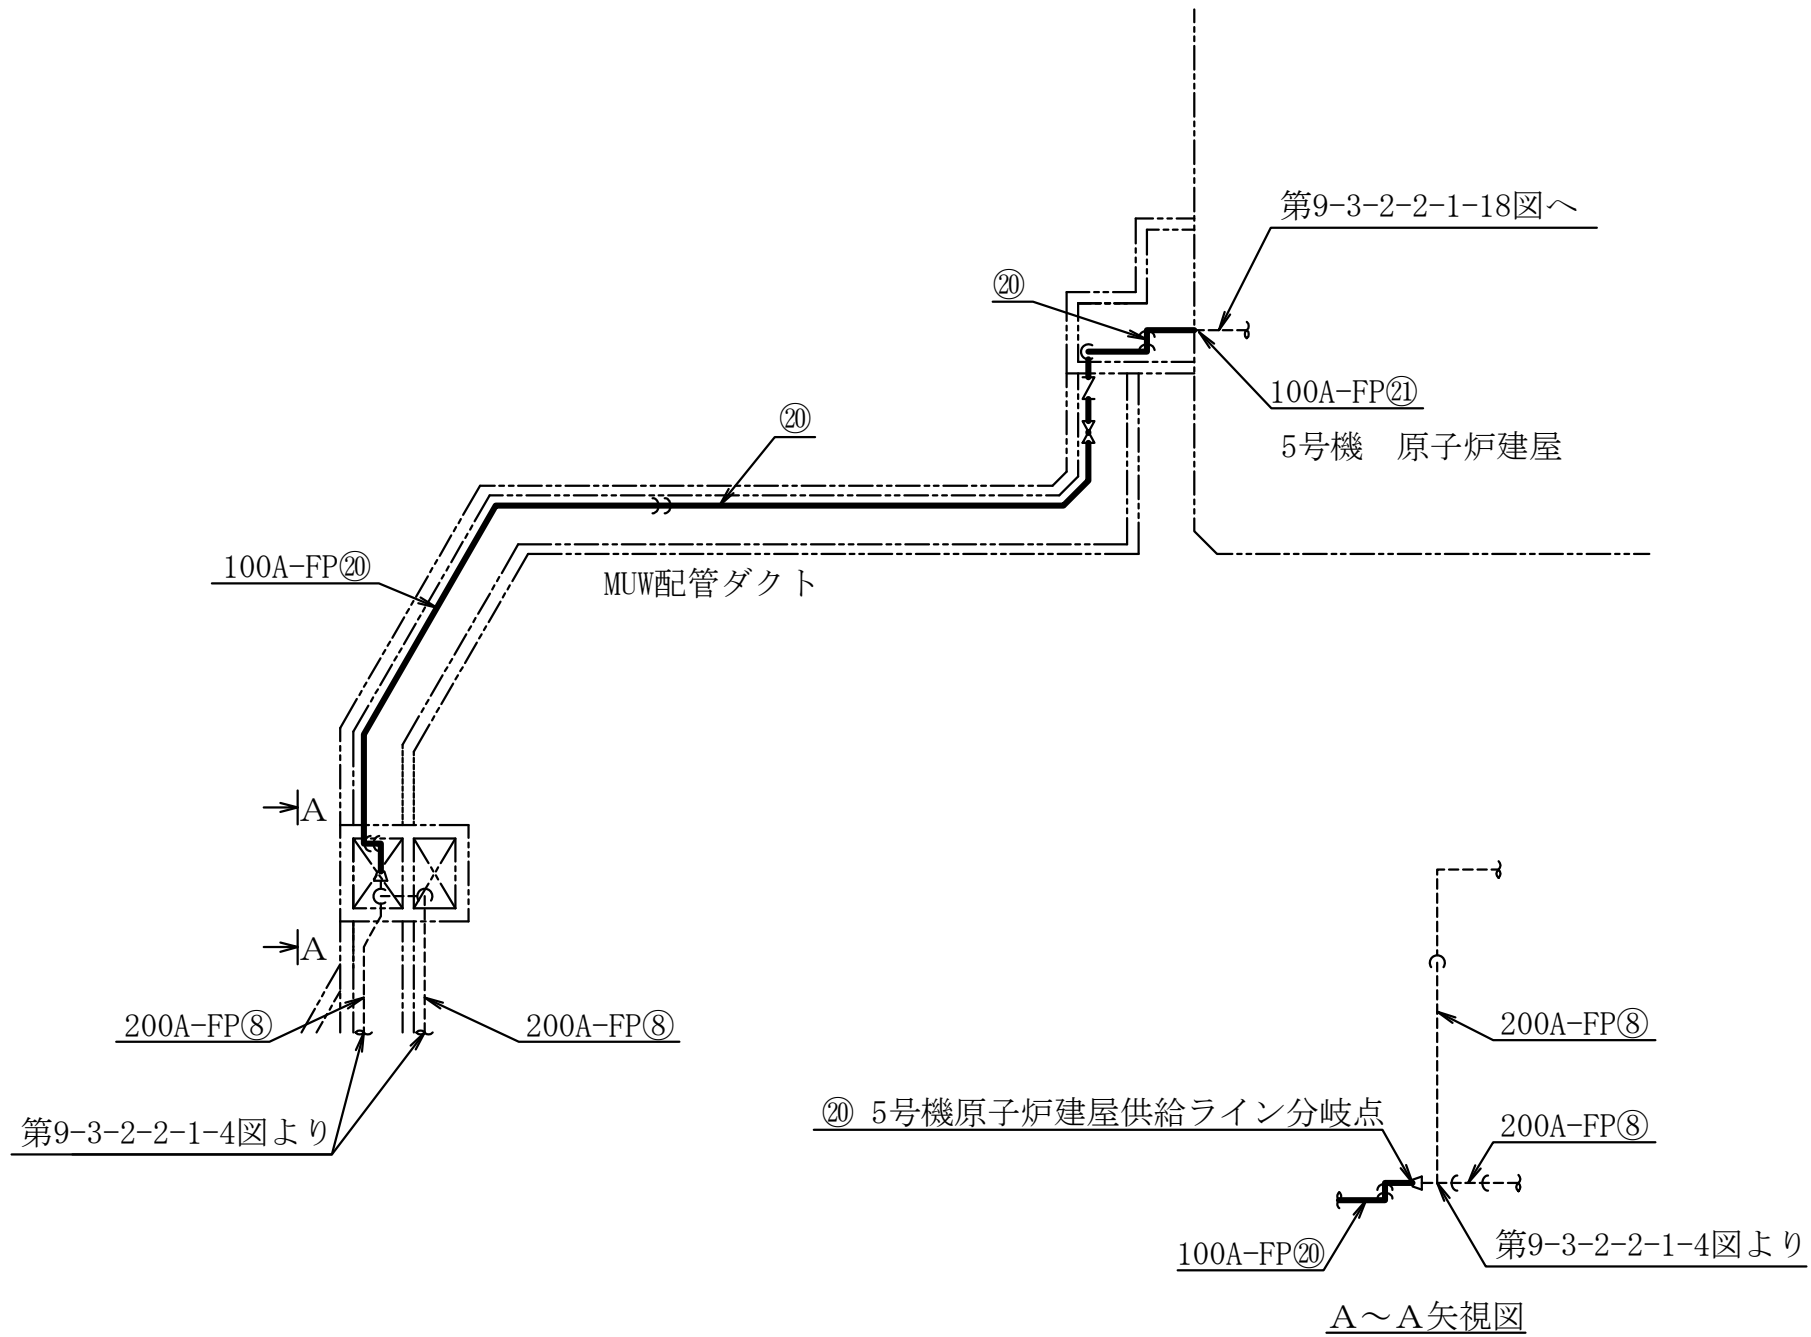 第9-3-2-2-1-18図へ
⑳
100A-FP㉑
5号機　原子炉建屋
⑳
100A-FP⑳
MUW配管ダクト
A
A
200A-FP⑧
200A-FP⑧
第9-3-2-2-1-4図より
200A-FP⑧
⑳ 5号機原子炉建屋供給ライン分岐点
200A-FP⑧
100A-FP⑳
第9-3-2-2-1-4図より
A～A矢視図